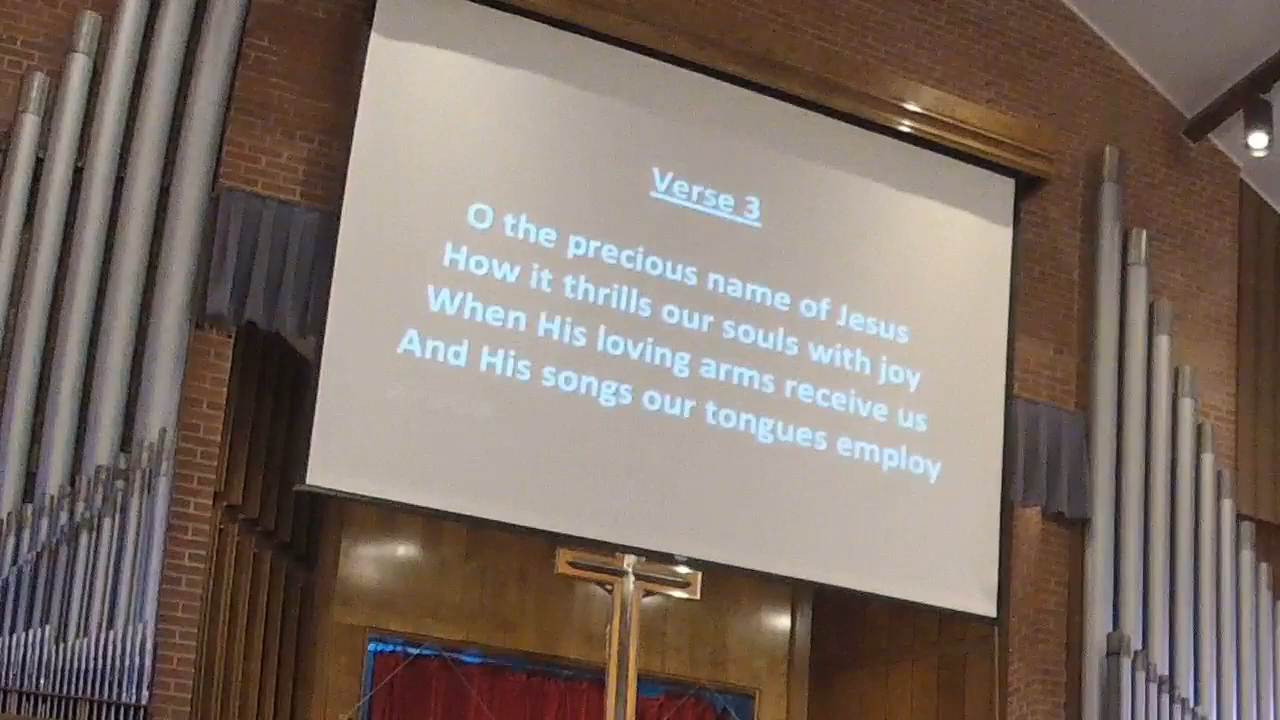 Verse 3
O the precious name of Jesus
How it thrills our souls with joy
When His loving arms receive us
And His songs our tongues employ